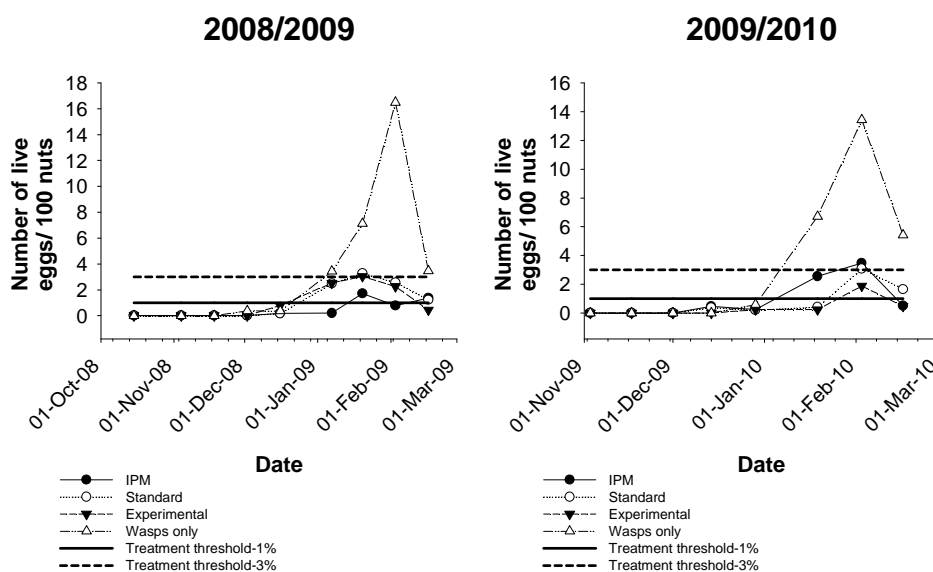 2008/2009
Number of live
eggs/ 100 nuts
18
16
14
12
10
8
6
4
2
0
01-Oct-08
01-Nov-08
01-Dec-08
01-Jan-09
01-Feb-09
01-Mar-09
Date
IPM
Standard
Experimental
Wasps only
Treatment threshold-1%
Treatment threshold-3%
2009/2010
Number of live
eggs/ 100 nuts
16
14
12
10
8
6
4
2
0
01-Nov-09
01-Dec-09
01-Jan-10
01-Feb-10
01-Mar-10
Date
IPM
Standard
Experimental
Wasps only
Treatment threshold-1%
Treatment threshold-3%